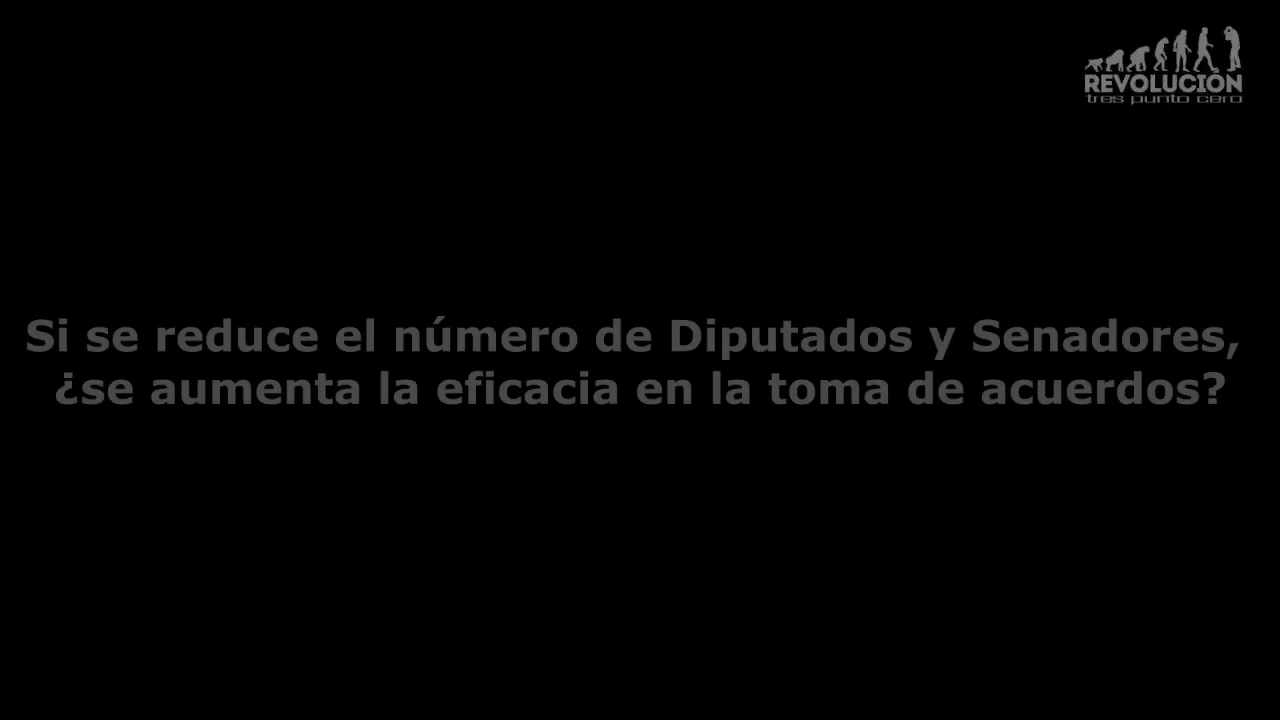 REVOLUCIÓN
tres punto cero
Si se reduce el número de Diputados y Senadores,
¿se aumenta la eficacia en la toma de acuerdos?